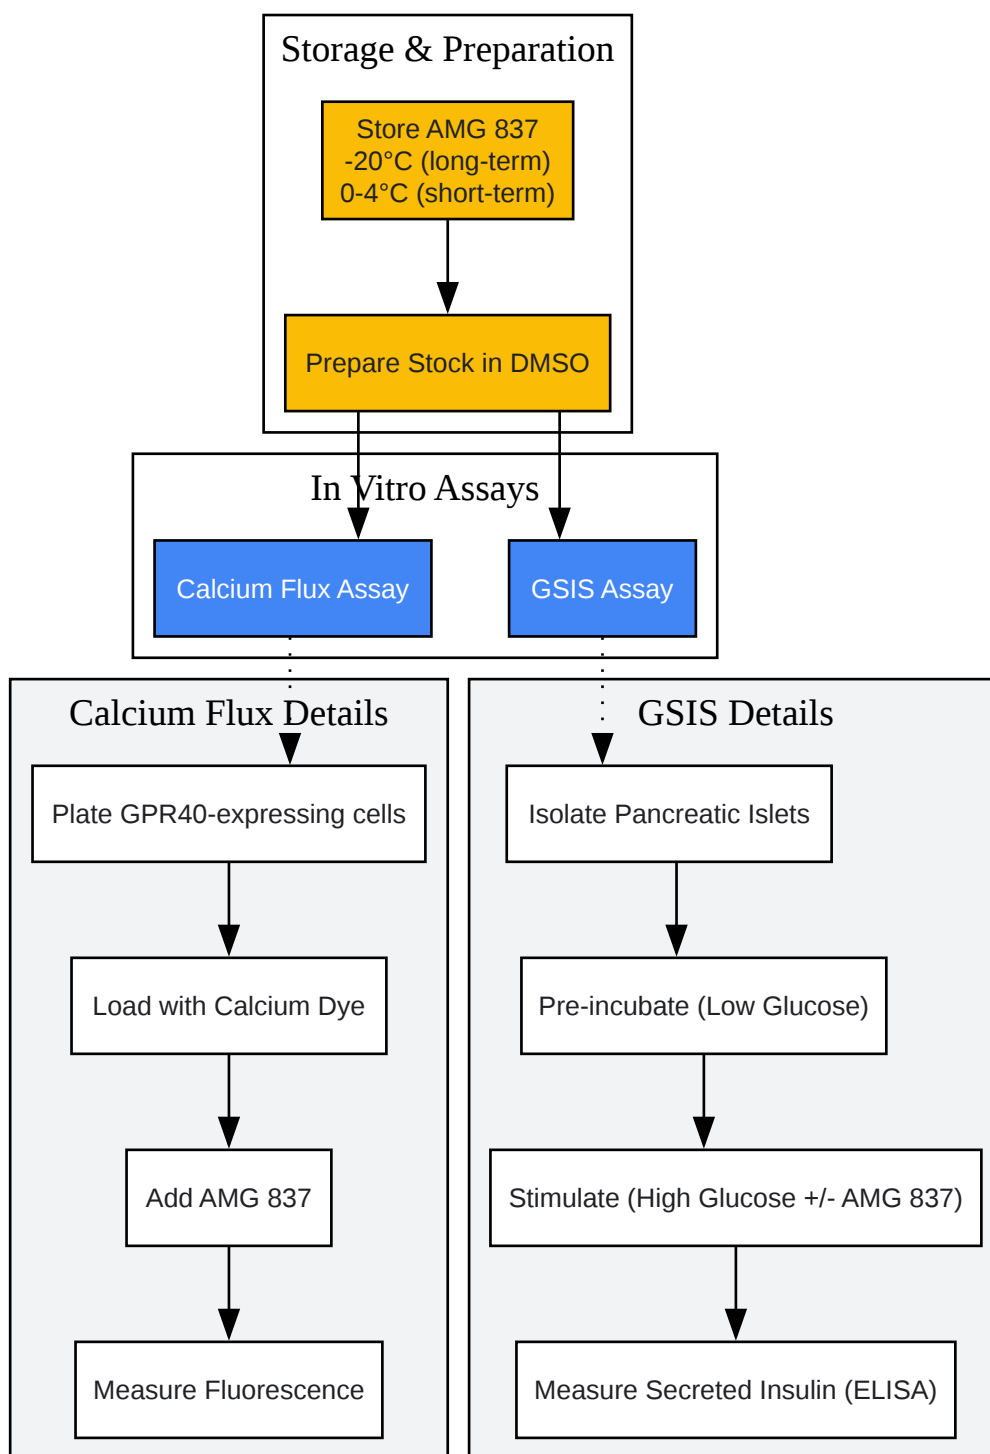 Storage & Preparation
Store AMG 837
-20°C (long-term)
0-4°C (short-term)
Prepare Stock in DMSO
In Vitro Assays
Calcium Flux Assay
GSIS Assay
Calcium Flux Details
Plate GPR40-expressing cells
Load with Calcium Dye
Add AMG 837
Measure Fluorescence
GSIS Details
Isolate Pancreatic Islets
Pre-incubate (Low Glucose)
Stimulate (High Glucose +/- AMG 837)
Measure Secreted Insulin (ELISA)